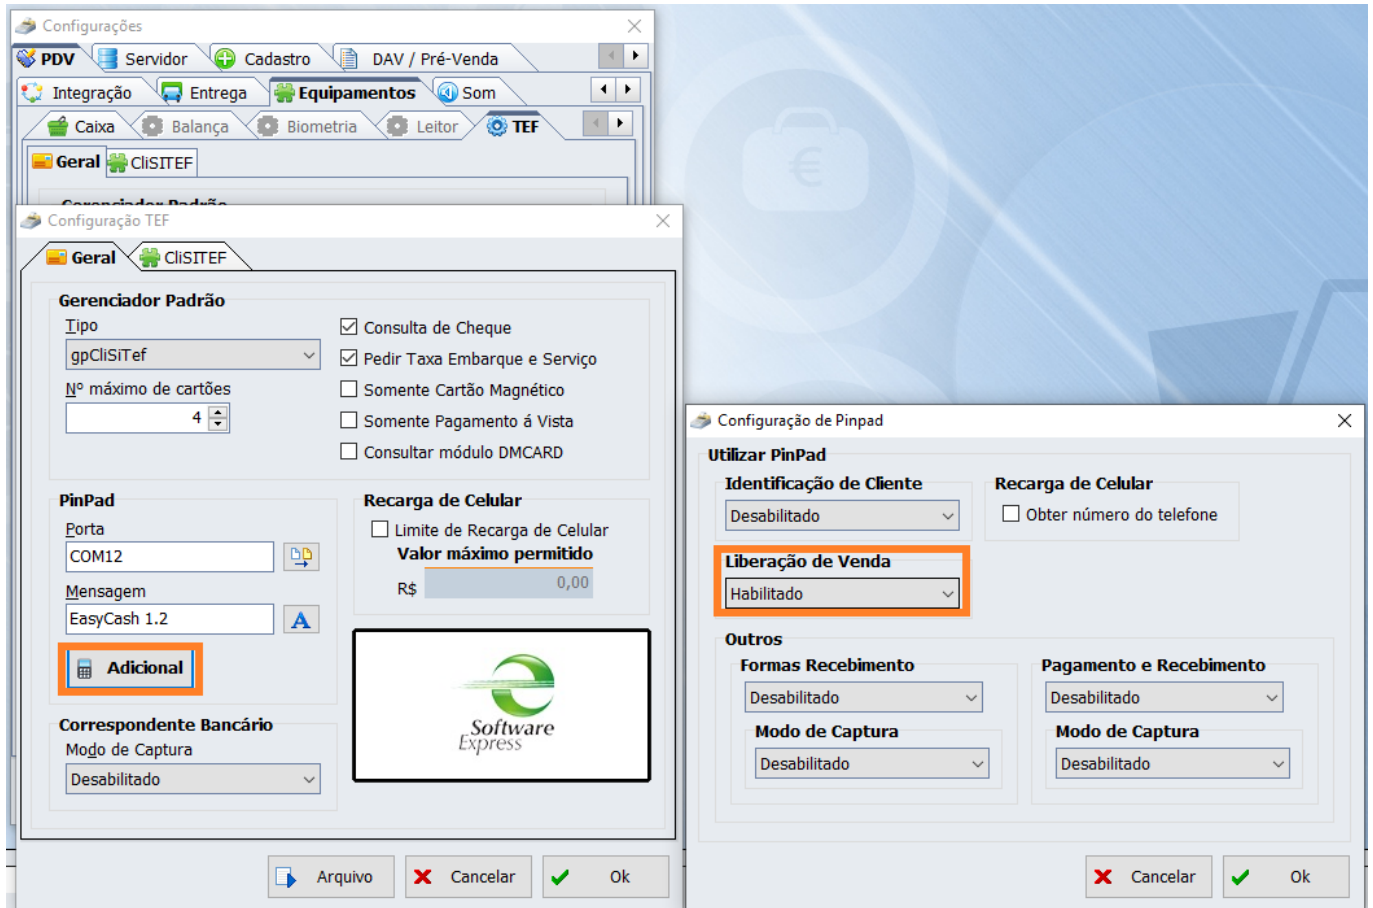 Configurações
PDV Servidor Cadastro DAV / Pré-Venda
Integração Entrega Equipamentos Som
Caixa Balança Biometria Leitor TEF
Geral CliSITEF
Gerenciador Padrão
Configuração TEF
Geral CliSITEF
Gerenciador Padrão
Tipo
gpCliSiTef
Nº máximo de cartões
4
Consulta de Cheque
Pedir Taxa Embarque e Serviço
Somente Cartão Magnético
Somente Pagamento á Vista
Consultar módulo DMCARD
PinPad
Porta
COM12
Mensagem
EasyCash 1.2
A
Adicional
Recarga de Celular
Limite de Recarga de Celular
Valor máximo permitido
R$ 0,00
Software
Express
Correspondente Bancário
Modo de Captura
Desabilitado
Arquivo Cancelar Ok
Configuração de Pinpad
Utilizar PinPad
Identificação de Cliente
Desabilitado
Recarga de Celular
Obter número do telefone
Liberação de Venda
Habilitado
Outros
Formas Recebimento
Desabilitado
Modo de Captura
Desabilitado
Pagamento e Recebimento
Desabilitado
Modo de Captura
Desabilitado
Cancelar Ok
€